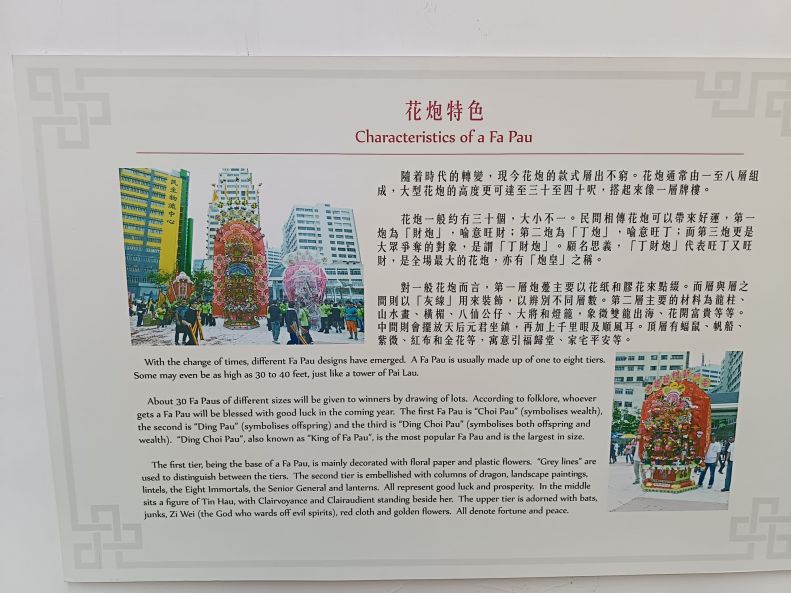 花炮特色
Characteristics of a Fa Pau
民生物流中心
隨着時代的轉變，現今花炮的款式層出不窮。花炮通常由一至八層組
成，大型花炮的高度更可達至三十至四十呎，搭起來像一層牌樓。
花炮一般約有三十個，大小不一。民間相傳花炮可以帶來好運，第一
炮為「財炮」，喻意旺財；第二炮為「丁炮」，喻意旺丁；而第三炮更是
大眾爭奪的對象，是謂「丁財炮」。顧名思義，「丁財炮」代表旺丁又旺
財，是全場最大的花炮，亦有「炮皇」之稱。
對一般花炮而言，第一層炮躉主要以花紙和膠花來點綴。而層與層之
間則以「灰線」用來裝飾，以辨別不同層數。第二層主要的材料為龍柱、
山水畫、橫楣、八仙公仔、大將和燈籠，象徵雙龍出海、花開富貴等等。
中間則會擺放天后元君坐鎮，再加上千里眼及順風耳。頂層有蝠鼠、帆船、
紫微、紅布和金花等，寓意引福歸堂、家宅平安等。
With the change of times, different Fa Pau designs have emerged. A Fa Pau is usually made up of one to eight tiers.
Some may even be as high as 30 to 40 feet, just like a tower of Pai Lau.
About 30 Fa Paus of different sizes will be given to winners by drawing of lots. According to folklore, whoever
gets a Fa Pau will be blessed with good luck in the coming year. The first Fa Pau is “Choi Pau” (symbolises wealth),
the second is “Ding Pau” (symbolises offspring) and the third is “Ding Choi Pau” (symbolises both offspring and
wealth). “Ding Choi Pau”, also known as “King of Fa Pau”, is the most popular Fa Pau and is the largest in size.
The first tier, being the base of a Fa Pau, is mainly decorated with floral paper and plastic flowers. “Grey lines” are
used to distinguish between the tiers. The second tier is embellished with columns of dragon, landscape paintings,
lintels, the Eight Immortals, the Senior General and lanterns. All represent good luck and prosperity. In the middle
sits a figure of Tin Hau, with Clairvoyance and Clairaudient standing beside her. The upper tier is adorned with bats,
junks, Zi Wei (the God who wards off evil spirits), red cloth and golden flowers. All denote fortune and peace.